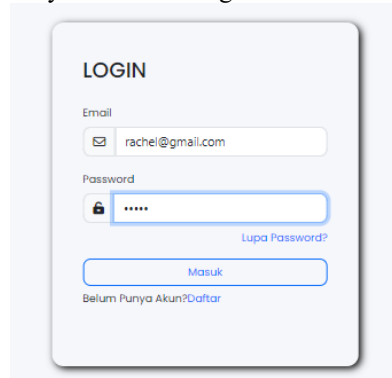 LOGIN
Email
rachel@gmail.com
Password
•••••
Lupa Password?
Masuk
Belum Punya Akun?Daftar